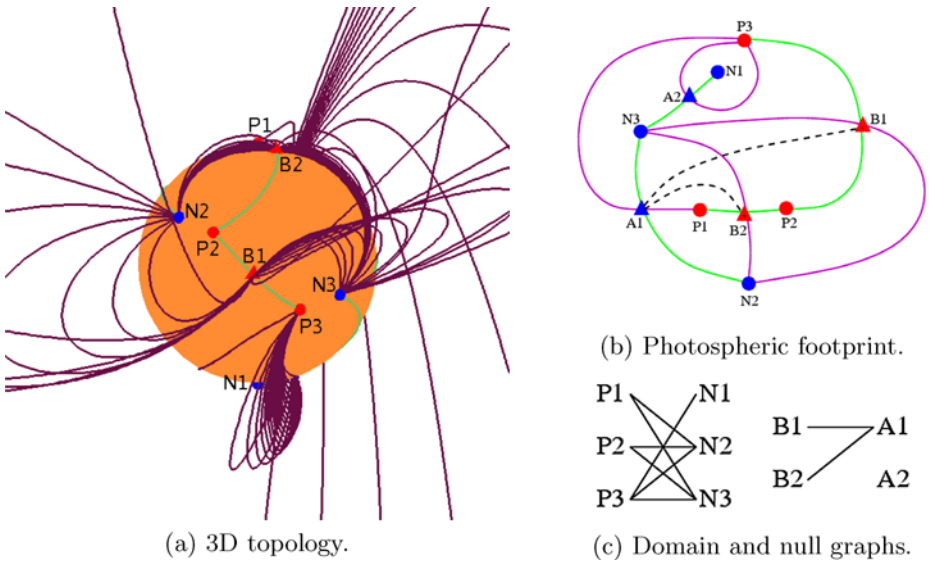 P1
B2
N2
P2
B1
N3
P3
N1
(a) 3D topology.
P3
N1
A2
N3
B1
A1
P1
B2
P2
N2
(b) Photospheric footprint.
P1 N1
B1 A1
P2 N2
B2 A2
P3 N3
(c) Domain and null graphs.